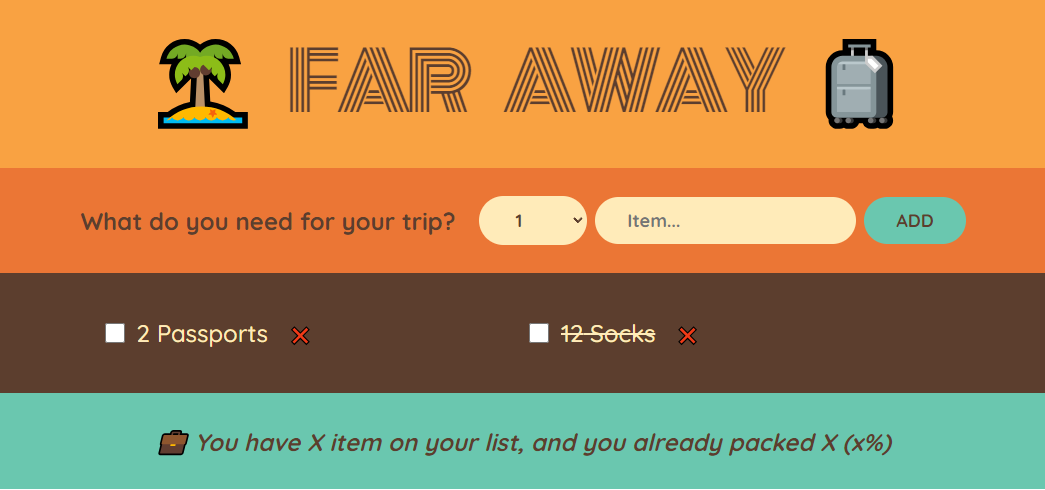 FAR AWAY
What do you need for your trip? 1 Item... ADD
2 Passports 12 Socks
You have X item on your list, and you already packed X (x%)